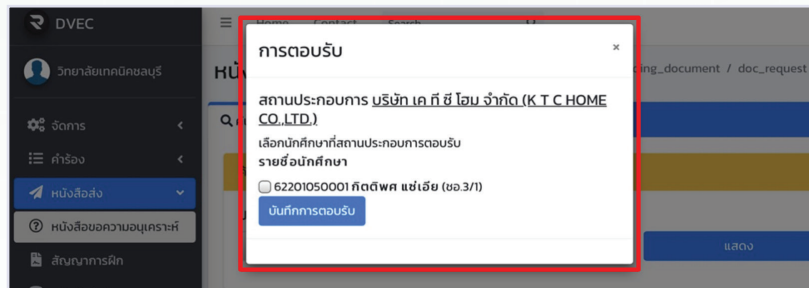 DVEC
Home Contact Search
วิทยาลัยเทคนิคชลบุรี
ing_document / doc_request
จัดการ
คำร้อง
หนังสือส่ง
หนังสือขอความอนุเคราะห์
สัญญาการฝึก
การตอบรับ
×
สถานประกอบการ บริษัท เค ที ซี โฮม จำกัด (K T C HOME
CO.,LTD.)
เลือกนักศึกษาที่สถานประกอบการตอบรับ
รายชื่อนักศึกษา
62201050001 กิตติพศ แซ่เอีย (ชอ.3/1)
บันทึกการตอบรับ
แสดง